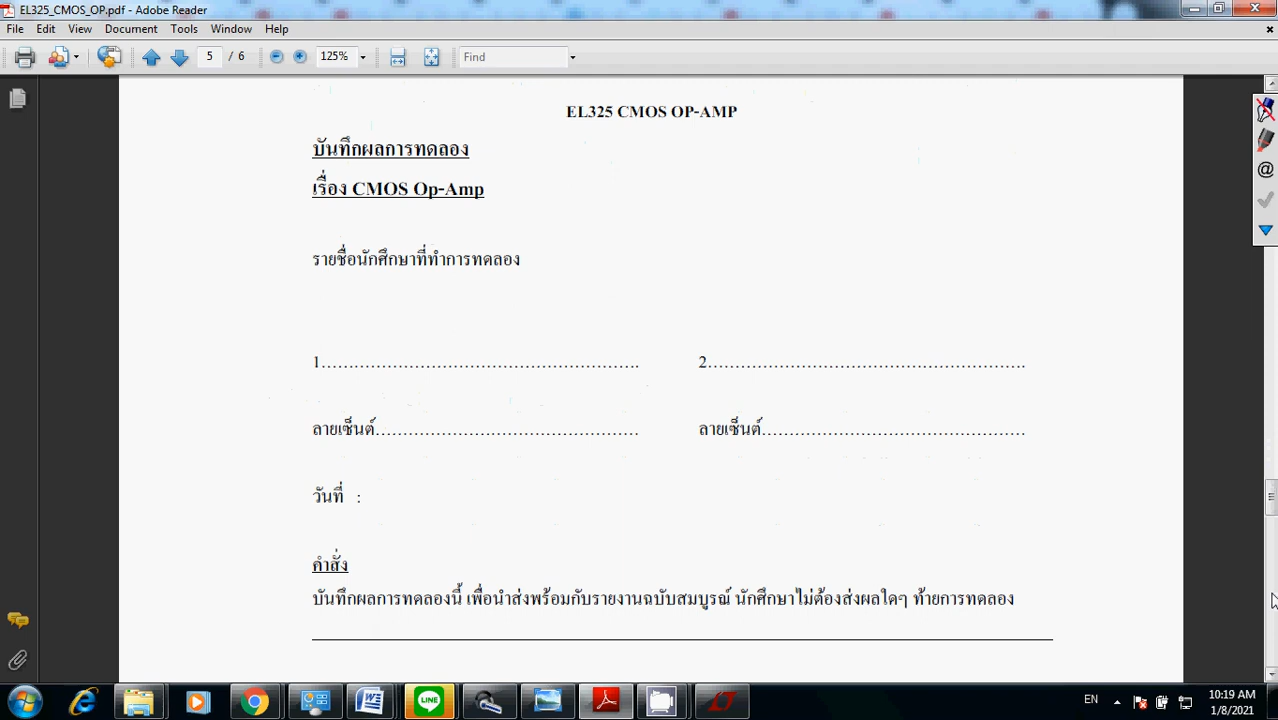 EL325_CMOS_OP.pdf - Adobe Reader
File Edit View Document Tools Window Help
5 / 6 125% Find
EL325 CMOS OP-AMP
บันทึกผลการทดลอง
เรื่อง CMOS Op-Amp
รายชื่อนักศึกษาที่ทำการทดลอง
1………………………………………………….. 2…………………………………………………..
ลายเซ็นต์………………………………………… ลายเซ็นต์…………………………………………
วันที่ :
คำสั่ง
บันทึกผลการทดลองนี้ เพื่อนำส่งพร้อมกับรายงานฉบับสมบูรณ์ นักศึกษาไม่ต้องส่งผลใดๆ ท้ายการทดลอง
LINE
EN
10:19 AM
1/8/2021